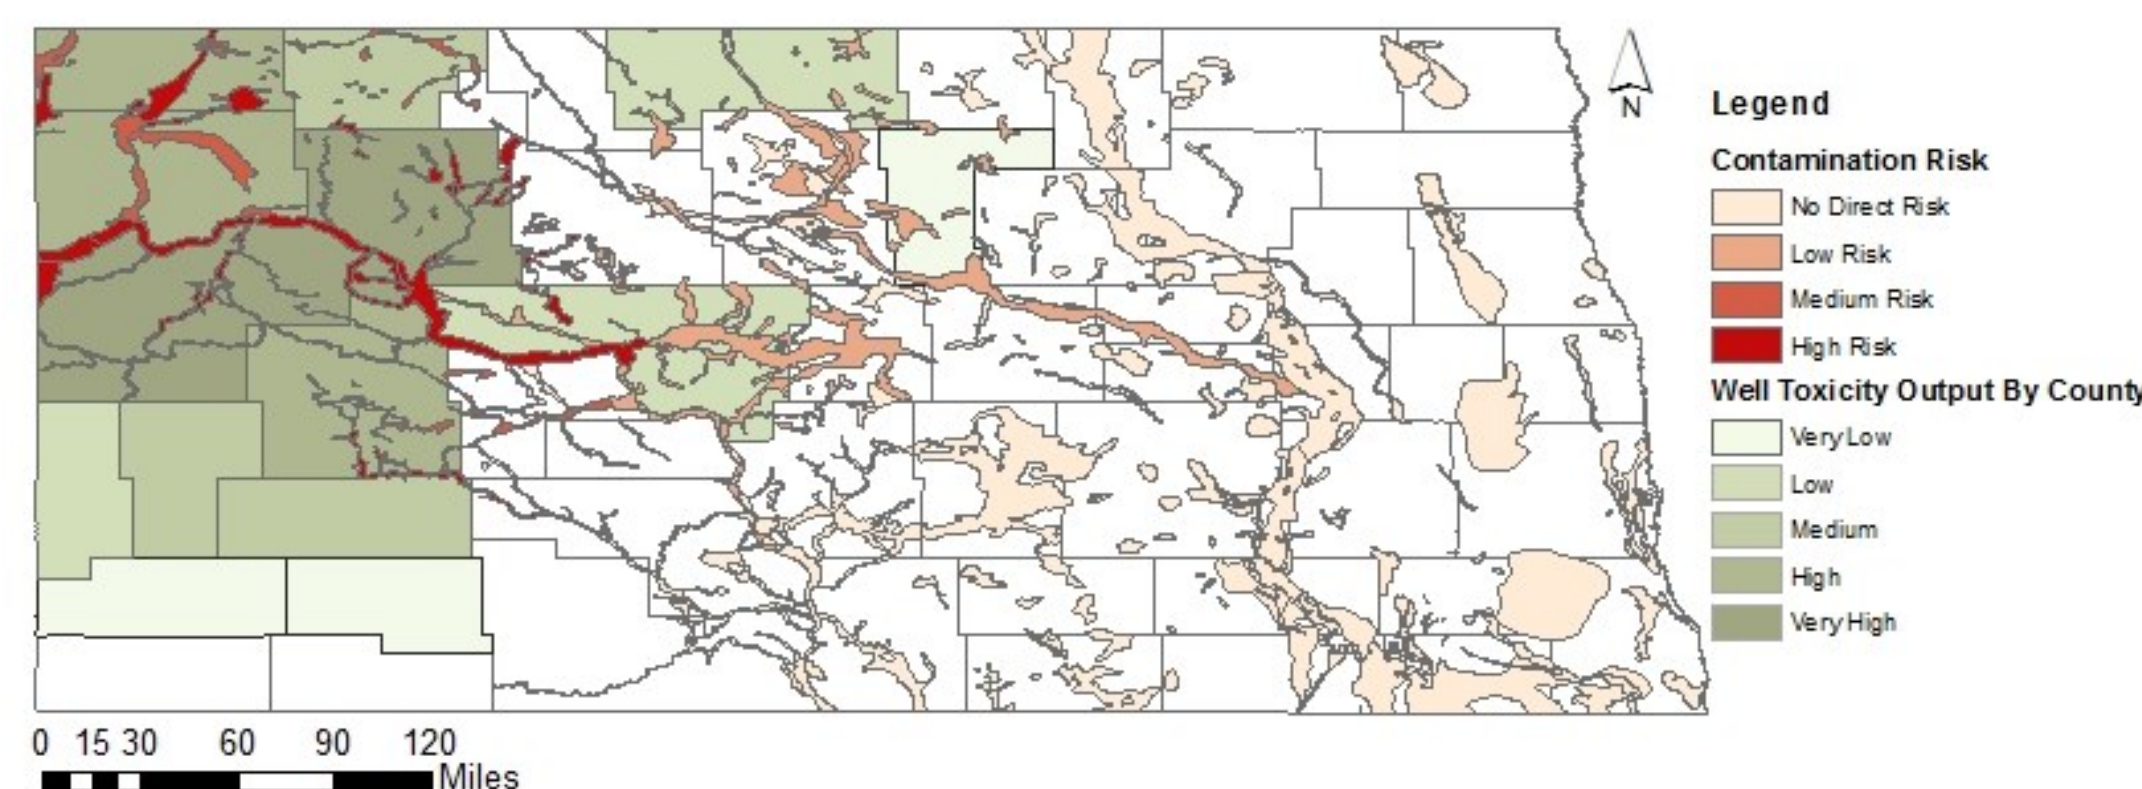 N
Legend
Contamination Risk
No Direct Risk
Low Risk
Medium Risk
High Risk
Well Toxicity Output By County
Very Low
Low
Medium
High
Very High
0 15 30 60 90 120
Miles